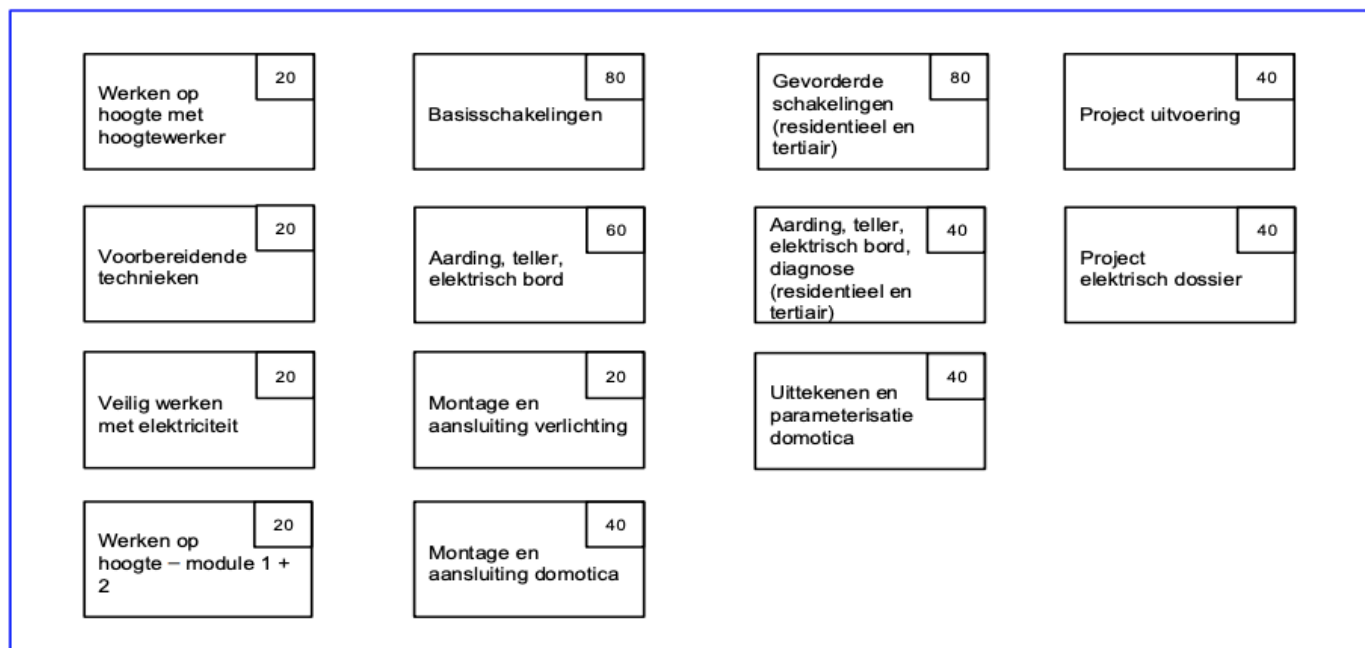 20
Werken op
hoogte met
hoogtewerker
80
Basisschakelingen
80
Gevorderde
schakelingen
(residentieel en
tertiair)
40
Project uitvoering
20
Voorbereidende
technieken
60
Aarding, teller,
elektrisch bord
40
Aarding, teller,
elektrisch bord,
diagnose
(residentieel en
tertiair)
40
Project
elektrisch dossier
20
Veilig werken
met elektriciteit
20
Montage en
aansluiting verlichting
40
Uittekenen en
parameterisatie
domotica
20
Werken op
hoogte – module 1 +
2
40
Montage en
aansluiting domotica